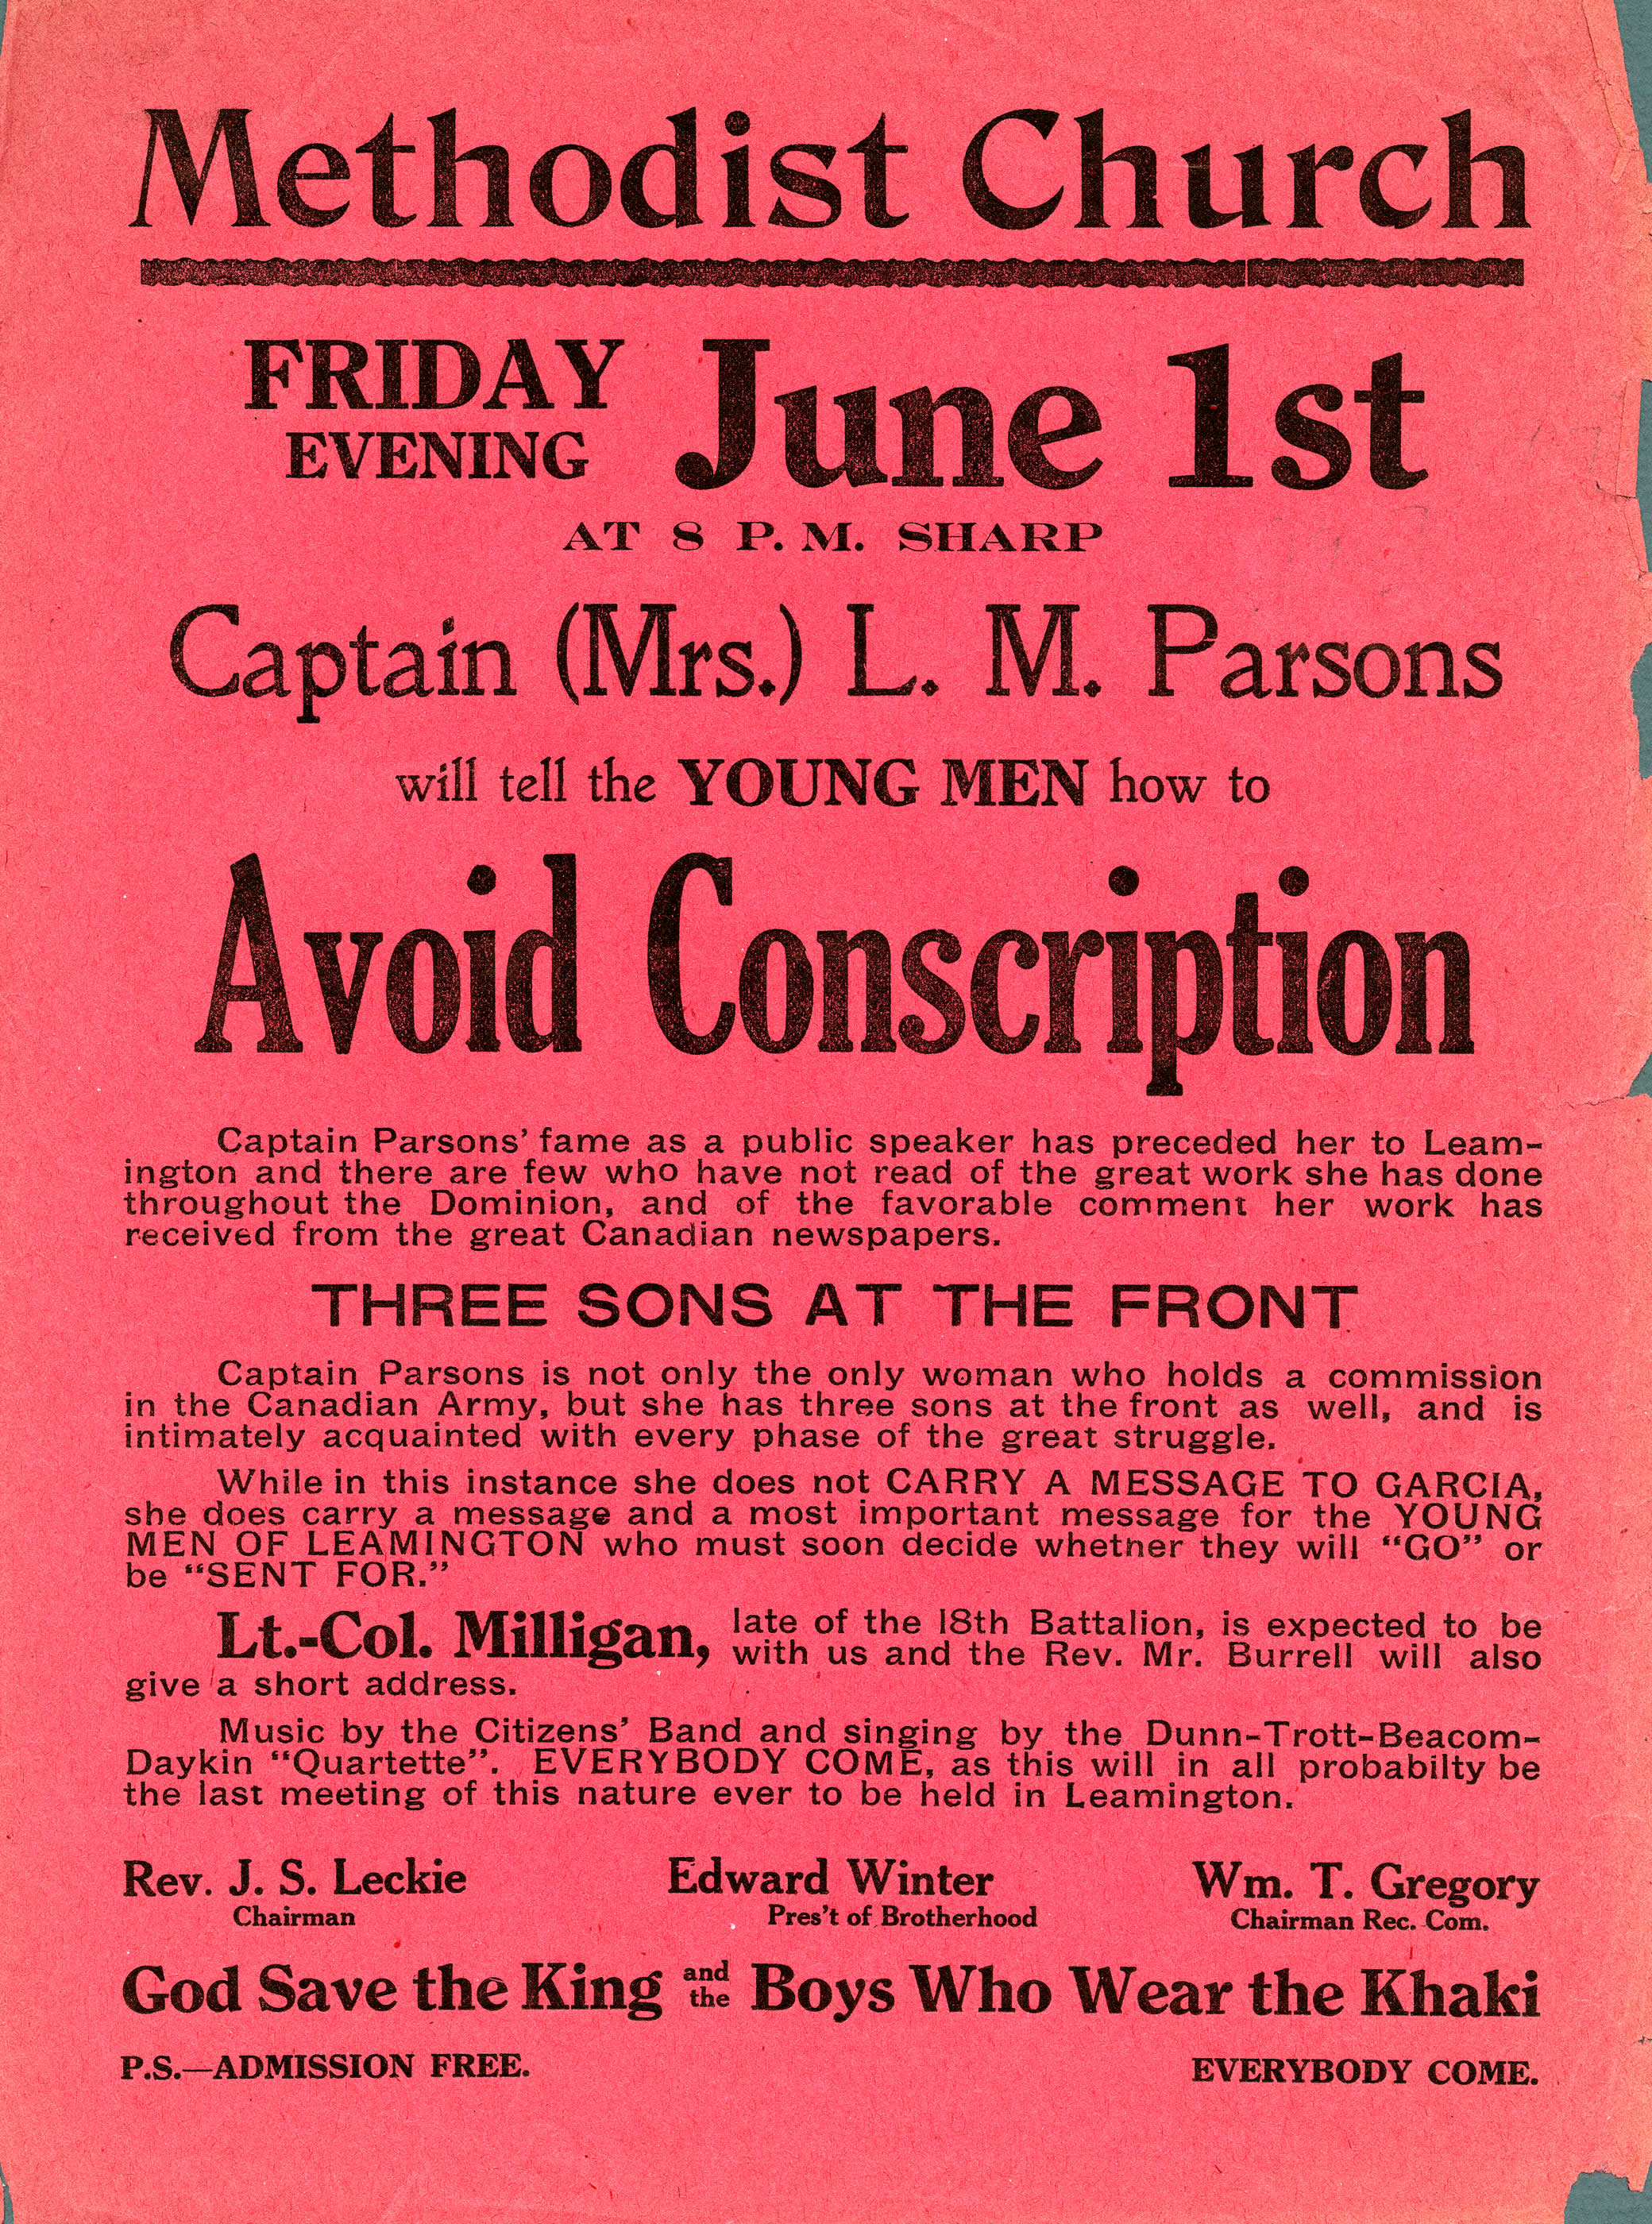 Methodist Church
FRIDAY
EVENING
June 1st
AT 8 P. M. SHARP
Captain (Mrs.) L. M. Parsons
will tell the YOUNG MEN how to
Avoid Conscription
Captain Parsons' fame as a public speaker has preceded her to Leam-
ington and there are few who have not read of the great work she has done
throughout the Dominion, and of the favorable comment her work has
received from the great Canadian newspapers.
THREE SONS AT THE FRONT
Captain Parsons is not only the only woman who holds a commission
in the Canadian Army, but she has three sons at the front as well, and is
intimately acquainted with every phase of the great struggle.
While in this instance she does not CARRY A MESSAGE TO GARCIA,
she does carry a message and a most important message for the YOUNG
MEN OF LEAMINGTON who must soon decide whether they will “GO” or
be “SENT FOR.”
Lt.-Col. Milligan, late of the 18th Battalion, is expected to be
with us and the Rev. Mr. Burrell will also
give a short address.
Music by the Citizens' Band and singing by the Dunn-Trott-Beacom-
Daykin “Quartette”. EVERYBODY COME, as this will in all probabilty be
the last meeting of this nature ever to be held in Leamington.
Rev. J. S. Leckie
Chairman
Edward Winter
Pres't of Brotherhood
Wm. T. Gregory
Chairman Rec. Com.
God Save the King and the Boys Who Wear the Khaki
P.S.—ADMISSION FREE. EVERYBODY COME.